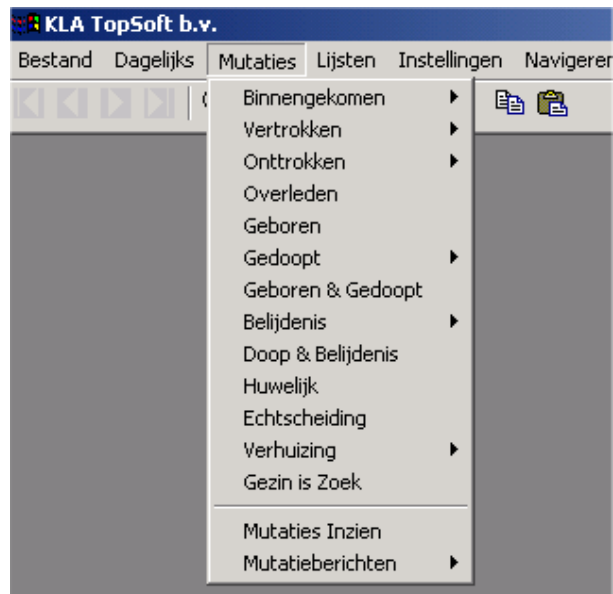 KLA TopSoft b.v.
Bestand Dagelijks Mutaties Lijsten Instellingen Navigeren
Binnengekomen
Vertrokken
Onttrokken
Overleden
Geboren
Gedoopt
Geboren & Gedoopt
Belijdenis
Doop & Belijdenis
Huwelijk
Echtscheiding
Verhuizing
Gezin is Zoek
Mutaties Inzien
Mutatieberichten